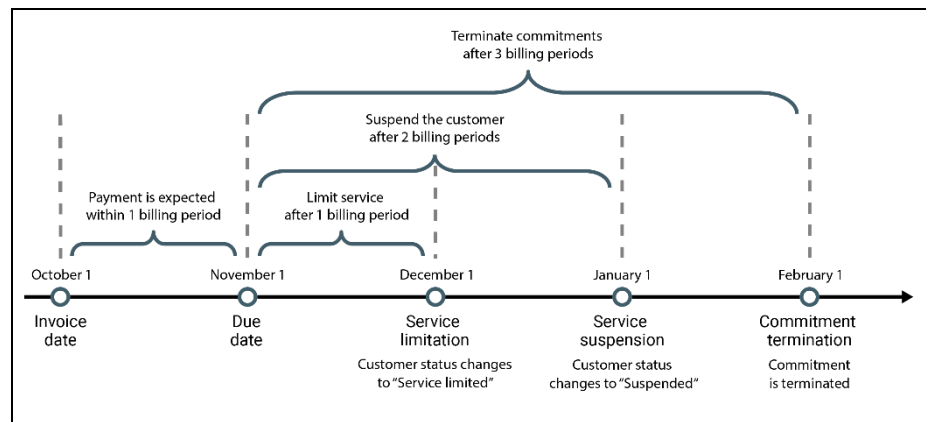 Terminate commitments
after 3 billing periods
Suspend the customer
after 2 billing periods
Payment is expected
within 1 billing period
Limit service
after 1 billing period
October 1
November 1
December 1
January 1
February 1
Invoice
date
Due
date
Service
limitation
Service
suspension
Commitment
termination
Customer status changes
to "Service limited"
Customer status
changes to "Suspended"
Commitment
is terminated